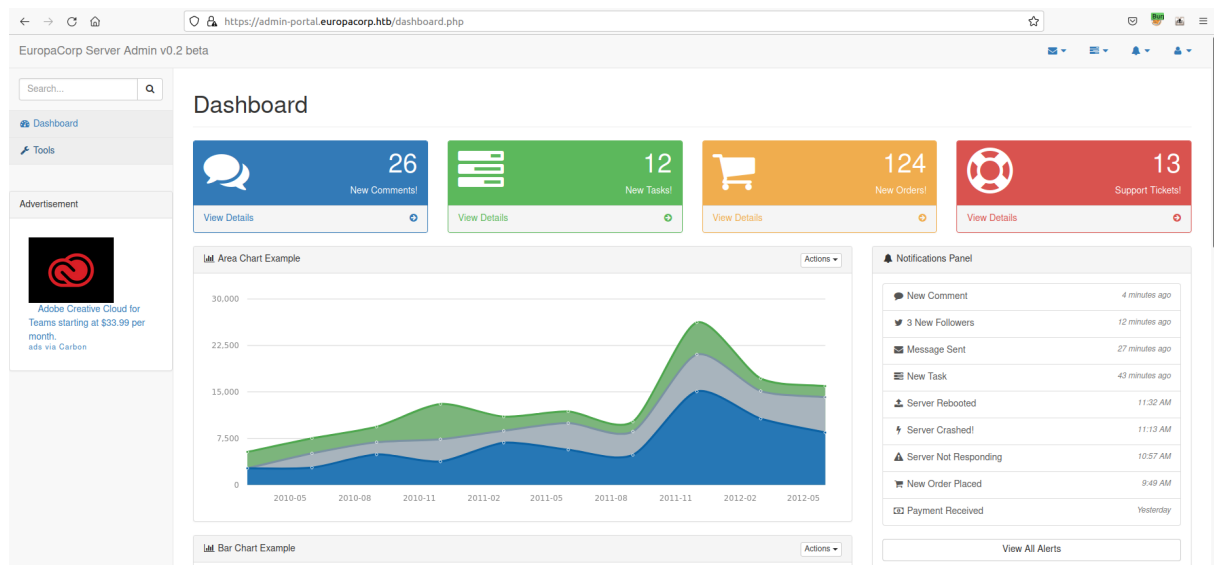 https://admin-portal.europacorp.htb/dashboard.php
EuropaCorp Server Admin v0.2 beta
Search...
Dashboard
Tools
Advertisement
Adobe Creative Cloud for
Teams starting at $33.99 per
month.
ads via Carbon
Dashboard
26
New Comments!
View Details
12
New Tasks!
View Details
124
New Orders!
View Details
13
Support Tickets!
View Details
Area Chart Example
Actions
30,000
22,500
15,000
7,500
0
2010-05 2010-08 2010-11 2011-02 2011-05 2011-08 2011-11 2012-02 2012-05
Bar Chart Example
Actions
Notifications Panel
New Comment 4 minutes ago
3 New Followers 12 minutes ago
Message Sent 27 minutes ago
New Task 43 minutes ago
Server Rebooted 11:32 AM
Server Crashed! 11:13 AM
Server Not Responding 10:57 AM
New Order Placed 9:49 AM
Payment Received Yesterday
View All Alerts